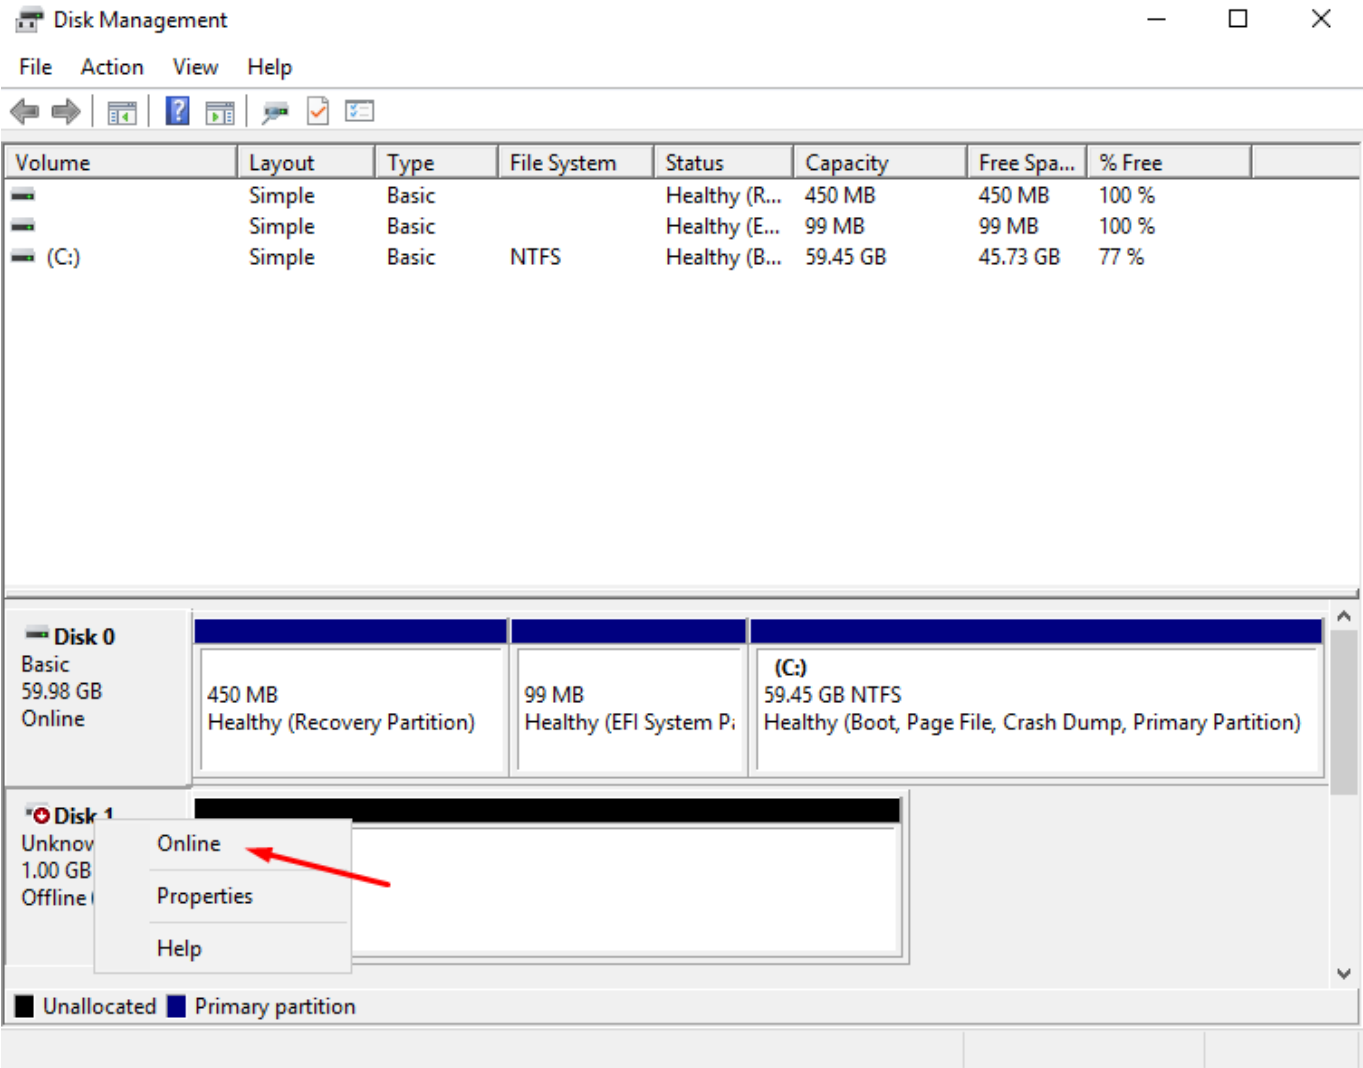 Disk Management
File Action View Help
Volume Layout Type File System Status Capacity Free Spa... % Free
Simple Basic Healthy (R... 450 MB 450 MB 100 %
Simple Basic Healthy (E... 99 MB 99 MB 100 %
(C:) Simple Basic NTFS Healthy (B... 59.45 GB 45.73 GB 77 %
Disk 0
Basic
59.98 GB
Online
450 MB
Healthy (Recovery Partition)
99 MB
Healthy (EFI System
(C:)
59.45 GB NTFS
Healthy (Boot, Page File, Crash Dump, Primary Partition)
Disk 1
1.00 GB
Offline
Online
Properties
Help
Unallocated Primary partition